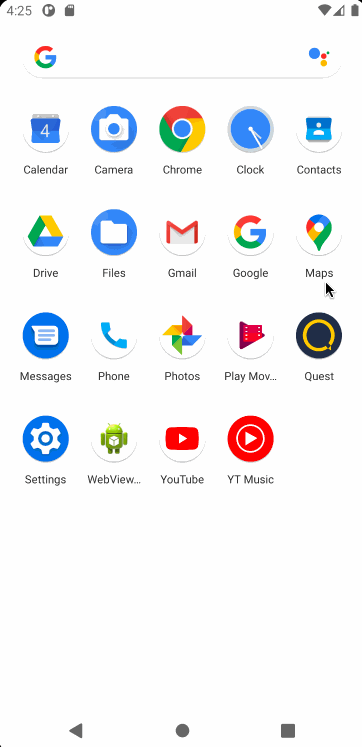 4:25
Calendar Camera Chrome Clock Contacts
Drive Files Gmail Google Maps
Messages Phone Photos Play Mov... Quest
Settings WebView... YouTube YT Music